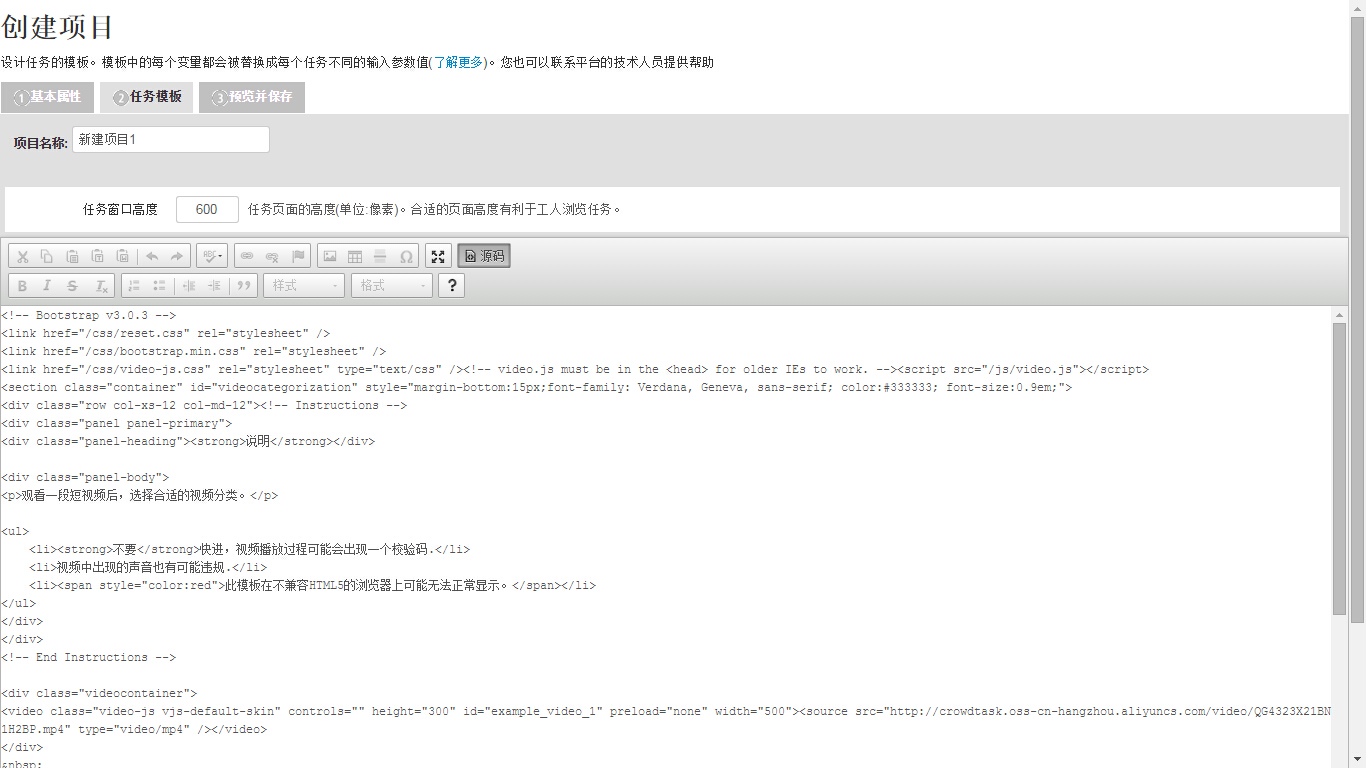 创建项目
设计任务的模板。模板中的每个变量都会被替换成每个任务不同的输入参数值(了解更多)。您也可以联系平台的技术人员提供帮助
1 基本属性 2 任务模板 3 预览并保存
项目名称: 新建项目1
任务窗口高度 600 任务页面的高度(单位:像素)。合适的页面高度有利于工人浏览任务。
ABC Ω 源码
B I S Tx 样式 格式 ?
<!-- Bootstrap v3.0.3 -->
<link href="/css/reset.css" rel="stylesheet" />
<link href="/css/bootstrap.min.css" rel="stylesheet" />
<link href="/css/video-js.css" rel="stylesheet" type="text/css" /><!-- video.js must be in the <head> for older IEs to work. --><script src="/js/video.js"></script>
<section class="container" id="videocategorization" style="margin-bottom:15px;font-family: Verdana, Geneva, sans-serif; color:#333333; font-size:0.9em;">
<div class="row col-xs-12 col-md-12"><!-- Instructions -->
<div class="panel panel-primary">
<div class="panel-heading"><strong>说明</strong></div>
<div class="panel-body">
<p>观看一段短视频后，选择合适的视频分类。</p>
<ul>
<li><strong>不要</strong>快进，视频播放过程可能会出现一个校验码.</li>
<li>视频中出现的声音也有可能违规.</li>
<li><span style="color:red">此模板在不兼容HTML5的浏览器上可能无法正常显示。</span></li>
</ul>
</div>
</div>
<!-- End Instructions -->
<div class="videocontainer">
<video class="video-js vjs-default-skin" controls="" height="300" id="example_video_1" preload="none" width="500"><source src="http://crowdtask.oss-cn-hangzhou.aliyuncs.com/video/QG4323X21BN
1H2BP.mp4" type="video/mp4" /></video>
</div>
&nbsp;